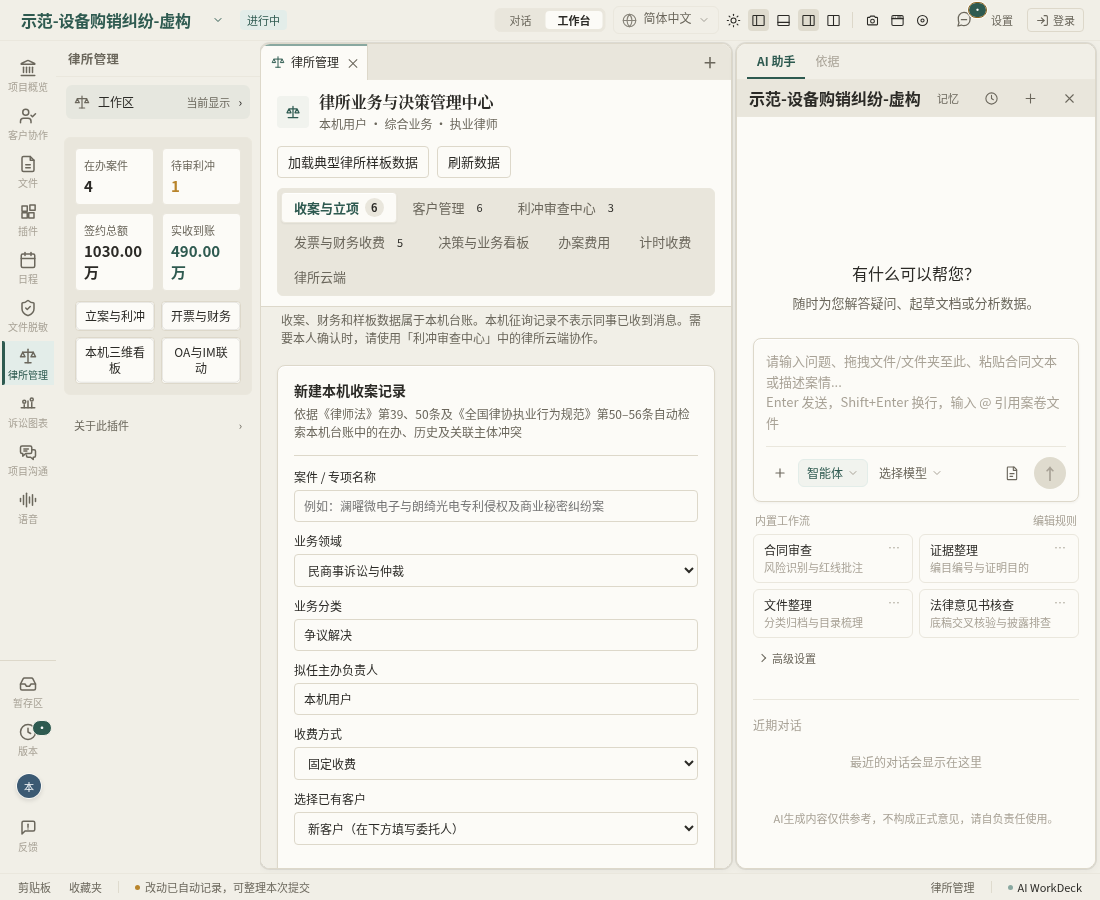 示范-设备购销纠纷-虚构
进行中
对话
工作台
简体中文
设置
登录
项目概览
客户协作
文件
插件
日程
文件脱敏
律所管理
诉讼图表
项目沟通
语音
暂存区
版本
本
反馈
律所管理
工作区
当前显示 ›
在办案件
4
待审利冲
1
签约总额
1030.00
万
实收到账
490.00
万
立案与利冲
开票与财务
本机三维看
板
OA与IM联
动
关于此插件 ›
律所管理
律所业务与决策管理中心
本机用户 • 综合业务 • 执业律师
加载典型律所样板数据
刷新数据
收案与立项 6
客户管理 6
利冲审查中心 3
发票与财务收费 5
决策与业务看板
办案费用
计时收费
律所云端
收案、财务和样板数据属于本机台账。本机征询记录不表示同事已收到消息。需
要本人确认时，请使用「利冲审查中心」中的律所云端协作。
新建本机收案记录
依据《律师法》第39、50条及《全国律协执业行为规范》第50–56条自动检
索本机台账中的在办、历史及关联主体冲突
案件 / 专项名称
例如：澜曜微电子与朗绮光电专利侵权及商业秘密纠纷案
业务领域
民商事诉讼与仲裁
业务分类
争议解决
拟任主办负责人
本机用户
收费方式
固定收费
选择已有客户
新客户（在下方填写委托人）
AI 助手
依据
示范-设备购销纠纷-虚构
记忆
有什么可以帮您？
随时为您解答疑问、起草文档或分析数据。
请输入问题、拖拽文件/文件夹至此、粘贴合同文本
或描述案情...
Enter 发送，Shift+Enter 换行，输入 @ 引用案卷文
件
智能体
选择模型
内置工作流
编辑规则
合同审查
风险识别与红线批注
证据整理
编目编号与证明目的
文件整理
分类归档与目录梳理
法律意见书核查
底稿交叉核验与披露排查
高级设置
近期对话
最近的对话会显示在这里
AI生成内容仅供参考，不构成正式意见，请自负责任使用。
剪贴板
收藏夹
改动已自动记录，可整理本次提交
律所管理
AI WorkDeck